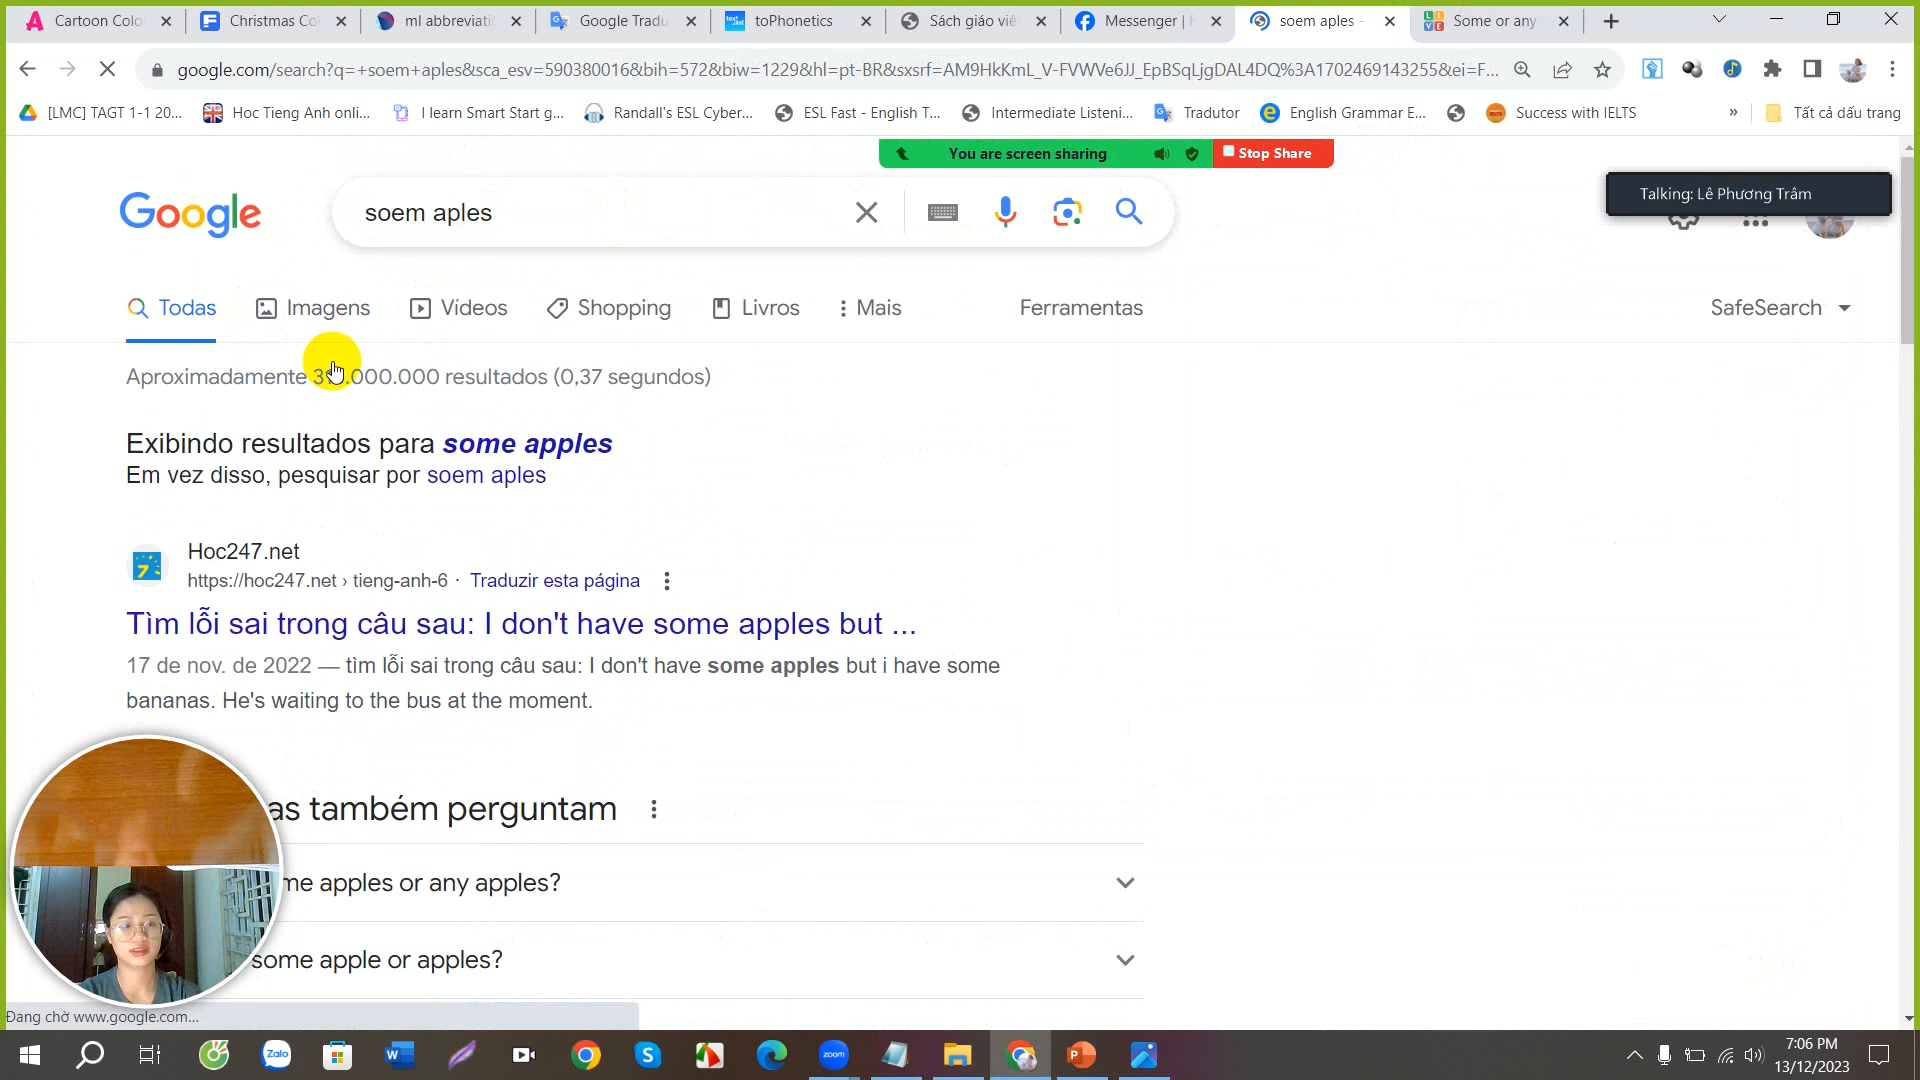 Cartoon Colo
Christmas Col
ml abbreviati
Google Tradu
toPhonetics
Sách giáo viê
Messenger |
soem aples -
Some or any
google.com/search?q=+soem+aples&sca_esv=590380016&bih=572&biw=1229&hl=pt-BR&sxsrf=AM9HkKmL_V-FVWVe6JJ_EpBSqLjgDAL4DQ%3A1702469143255&ei=F...
[LMC] TAGT 1-1 20...
Hoc Tieng Anh onli...
I learn Smart Start g...
Randall's ESL Cyber...
ESL Fast - English T...
Intermediate Listeni...
Tradutor
English Grammar E...
Success with IELTS
»
Tất cả dấu trang
You are screen sharing
Stop Share
Talking: Lê Phương Trâm
Google
soem aples
Todas
Imagens
Vídeos
Shopping
Livros
Mais
Ferramentas
SafeSearch
Aproximadamente 3 .000.000 resultados (0,37 segundos)
Exibindo resultados para some apples
Em vez disso, pesquisar por soem aples
Hoc247.net
https://hoc247.net › tieng-anh-6 · Traduzir esta página
Tìm lỗi sai trong câu sau: I don't have some apples but ...
17 de nov. de 2022 — tìm lỗi sai trong câu sau: I don't have some apples but i have some
bananas. He's waiting to the bus at the moment.
as também perguntam
me apples or any apples?
some apple or apples?
Đang chờ www.google.com...
Zalo
zoom
7:06 PM
13/12/2023